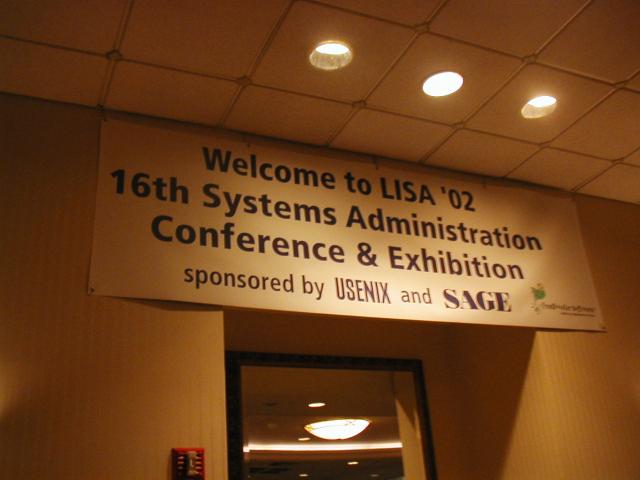 Welcome to LISA '02
16th Systems Administration
Conference & Exhibition
sponsored by USENIX and SAGE